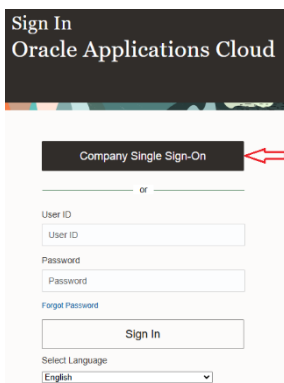 Sign In
Oracle Applications Cloud
Company Single Sign-On
or
User ID
User ID
Password
Password
Forgot Password
Sign In
Select Language
English